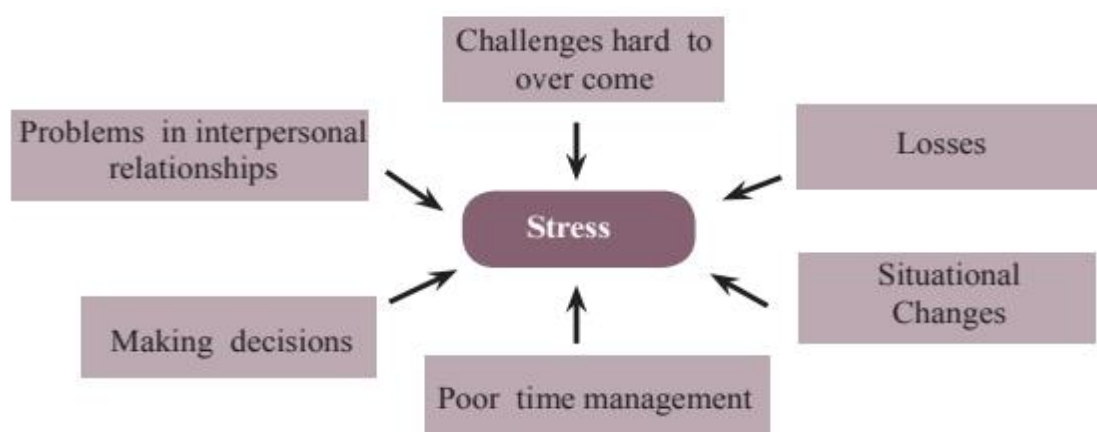 Challenges hard to
over come
Problems in interpersonal
relationships
Losses
Stress
Situational
Changes
Making decisions
Poor time management